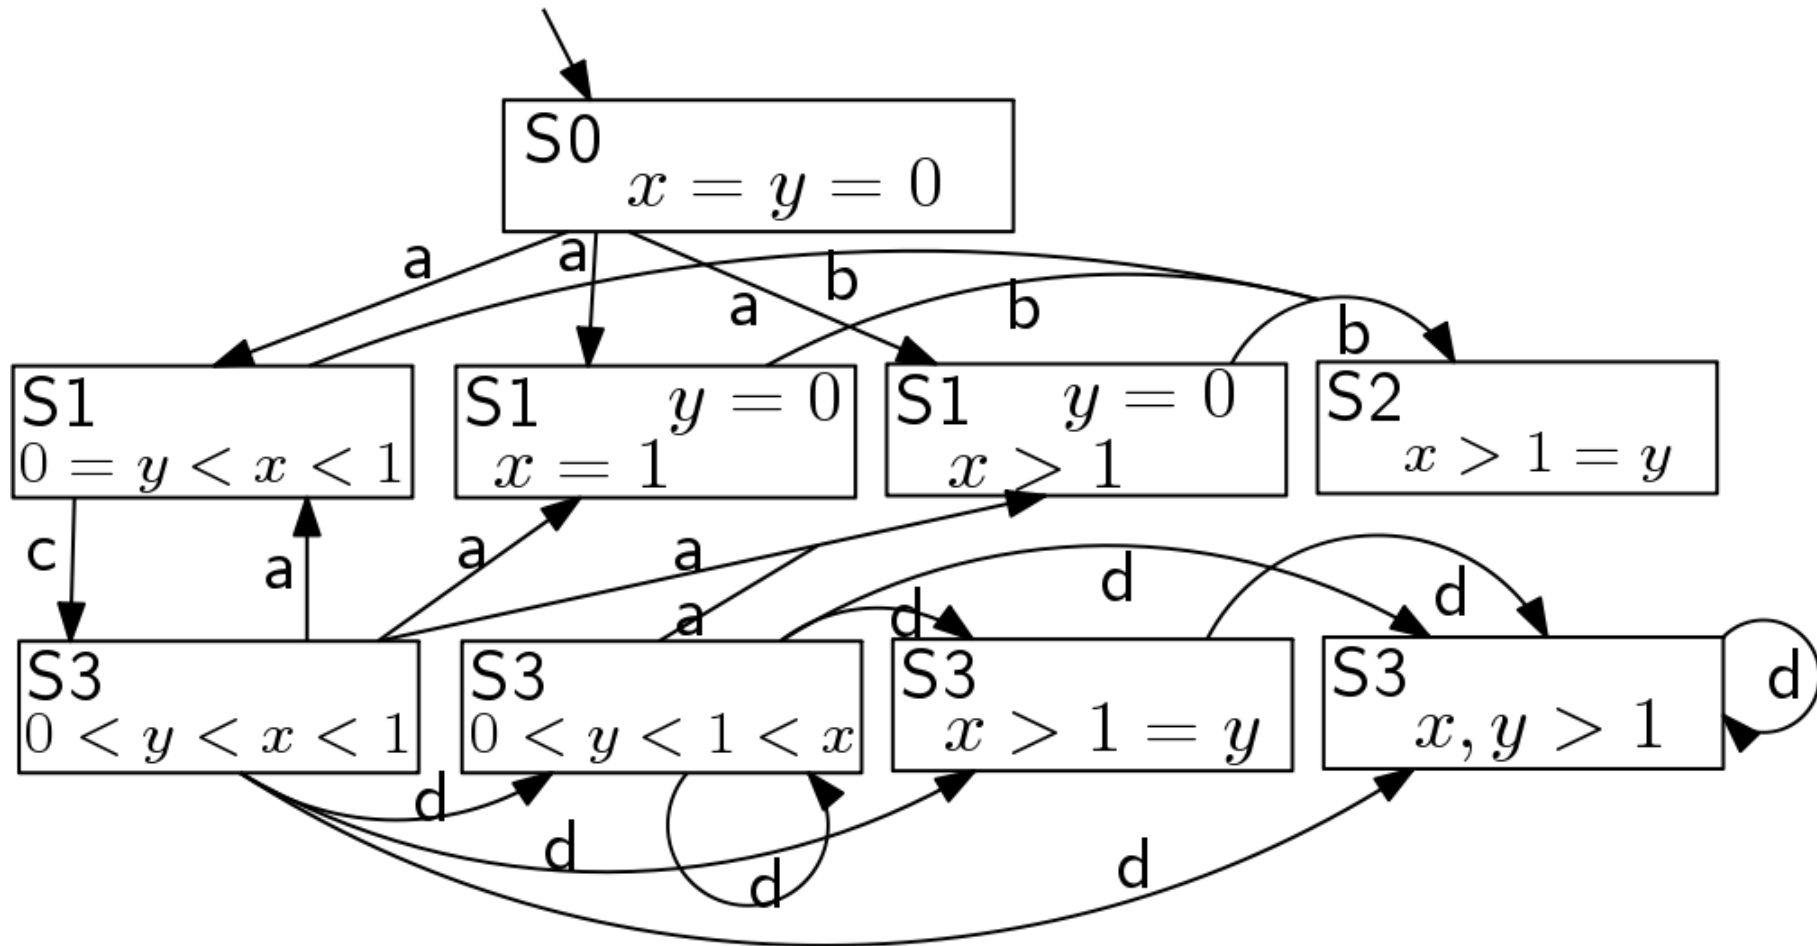 S0
x = y = 0
a
a
a
b
b
b
S1
0 = y < x < 1
S1
y = 0
x = 1
S1
y = 0
x > 1
S2
x > 1 = y
c
a
a
a
a
d
d
d
S3
0 < y < x < 1
S3
0 < y < 1 < x
S3
x > 1 = y
S3
x, y > 1
d
d
d
d
d